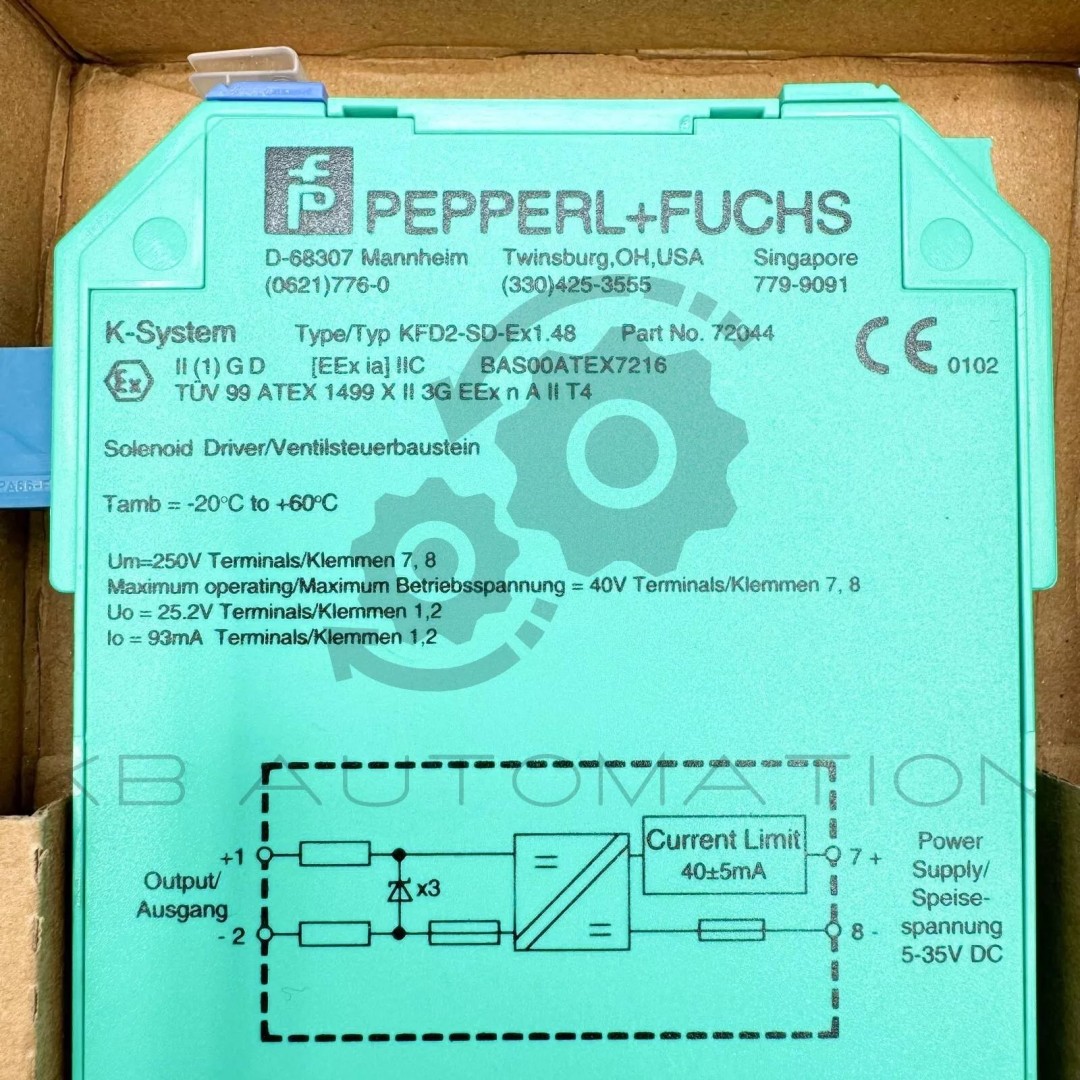 PEPPERL+FUCHS
D-68307 Mannheim Twinsburg,OH,USA Singapore
(0621)776-0 (330)425-3555 779-9091
K-System Type/Typ KFD2-SD-Ex1.48 Part No. 72044
CE 0102
Ex II (1) G D [EEx ia] IIC BAS00ATEX7216
TÜV 99 ATEX 1499 X II 3G EEx n A II T4
Solenoid Driver/Ventilsteuerbaustein
Tamb = -20°C to +60°C
Um=250V Terminals/Klemmen 7, 8
Maximum operating/Maximum Betriebsspannung = 40V Terminals/Klemmen 7, 8
Uo = 25.2V Terminals/Klemmen 1,2
Io = 93mA Terminals/Klemmen 1,2
KB AUTOMATION
Output/
Ausgang
+1
- 2
x3
Current Limit
40±5mA
7 +
8 -
Power
Supply/
Speise-
spannung
5-35V DC